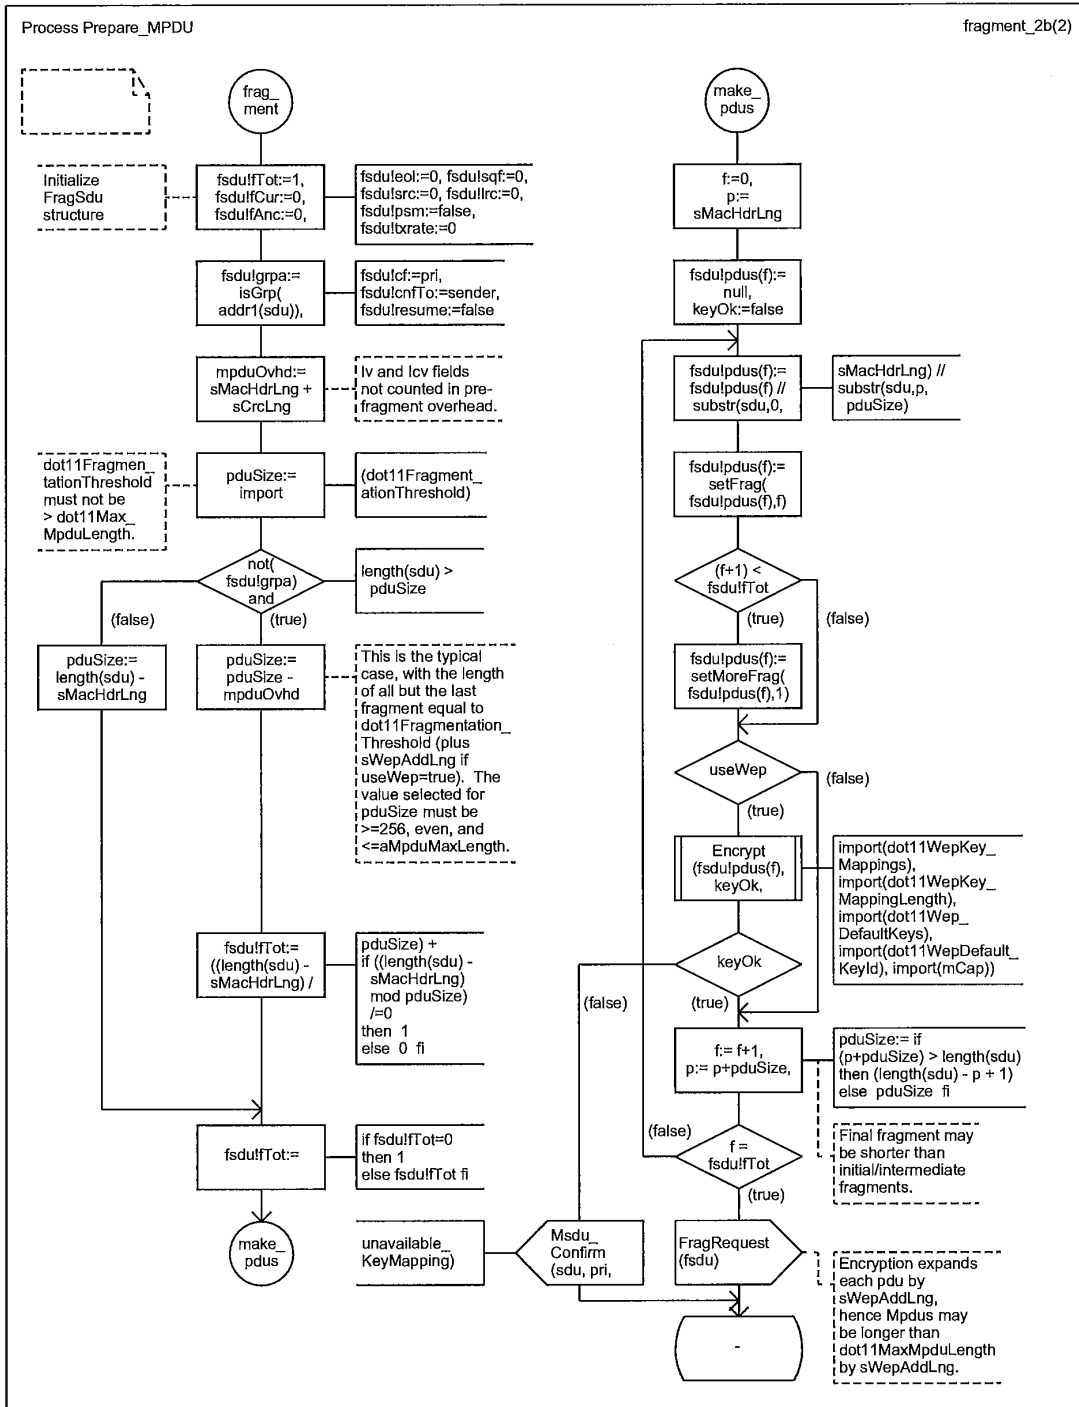 Process Prepare_MPDU
fragment_2b(2)
frag_
ment
Initialize
FragSdu
structure
fsdu!fTot:=1,
fsdu!fCur:=0,
fsdu!fAnc:=0,
fsdu!eol:=0, fsdu!sqf:=0,
fsdu!src:=0, fsdu!lrc:=0,
fsdu!psm:=false,
fsdu!txrate:=0
fsdu!grpa:=
isGrp(
addr1(sdu)),
fsdu!cf:=pri,
fsdu!cnfTo:=sender,
fsdu!resume:=false
mpduOvhd:=
sMacHdrLng +
sCrcLng
Iv and Icv fields
not counted in pre-
fragment overhead.
dot11Fragmen_
tationThreshold
must not be
> dot11Max_
MpduLength.
pduSize:=
import
(dot11Fragment_
ationThreshold)
not(
fsdu!grpa)
and
length(sdu) >
pduSize
(false)
(true)
pduSize:=
length(sdu) -
sMacHdrLng
pduSize:=
pduSize -
mpduOvhd
This is the typical
case, with the length
of all but the last
fragment equal to
dot11Fragmentation_
Threshold (plus
sWepAddLng if
useWep=true). The
value selected for
pduSize must be
>=256, even, and
<=aMpduMaxLength.
fsdu!fTot:=
((length(sdu) -
sMacHdrLng) /
pduSize) +
if ((length(sdu) -
sMacHdrLng)
mod pduSize)
/=0
then 1
else 0 fi
fsdu!fTot:=
if fsdu!fTot=0
then 1
else fsdu!fTot fi
make_
pdus
make_
pdus
f:=0,
p:=
sMacHdrLng
fsdu!pdus(f):=
null,
keyOk:=false
fsdu!pdus(f):=
fsdu!pdus(f) //
substr(sdu,0,
sMacHdrLng) //
substr(sdu,p,
pduSize)
fsdu!pdus(f):=
setFrag(
fsdu!pdus(f),f)
(f+1) <
fsdu!fTot
(true)
(false)
fsdu!pdus(f):=
setMoreFrag(
fsdu!pdus(f),1)
useWep
(false)
(true)
Encrypt
(fsdu!pdus(f),
keyOk,
import(dot11WepKey_
Mappings),
import(dot11WepKey_
MappingLength),
import(dot11Wep_
DefaultKeys),
import(dot11WepDefault_
KeyId), import(mCap))
keyOk
(false)
(true)
f:= f+1,
p:= p+pduSize,
pduSize:= if
(p+pduSize) > length(sdu)
then (length(sdu) - p + 1)
else pduSize fi
Final fragment may
be shorter than
initial/intermediate
fragments.
(false)
f =
fsdu!fTot
(true)
unavailable_
KeyMapping)
Msdu_
Confirm
(sdu, pri,
FragRequest
(fsdu)
Encryption expands
each pdu by
sWepAddLng,
hence Mpdus may
be longer than
dot11MaxMpduLength
by sWepAddLng.
-